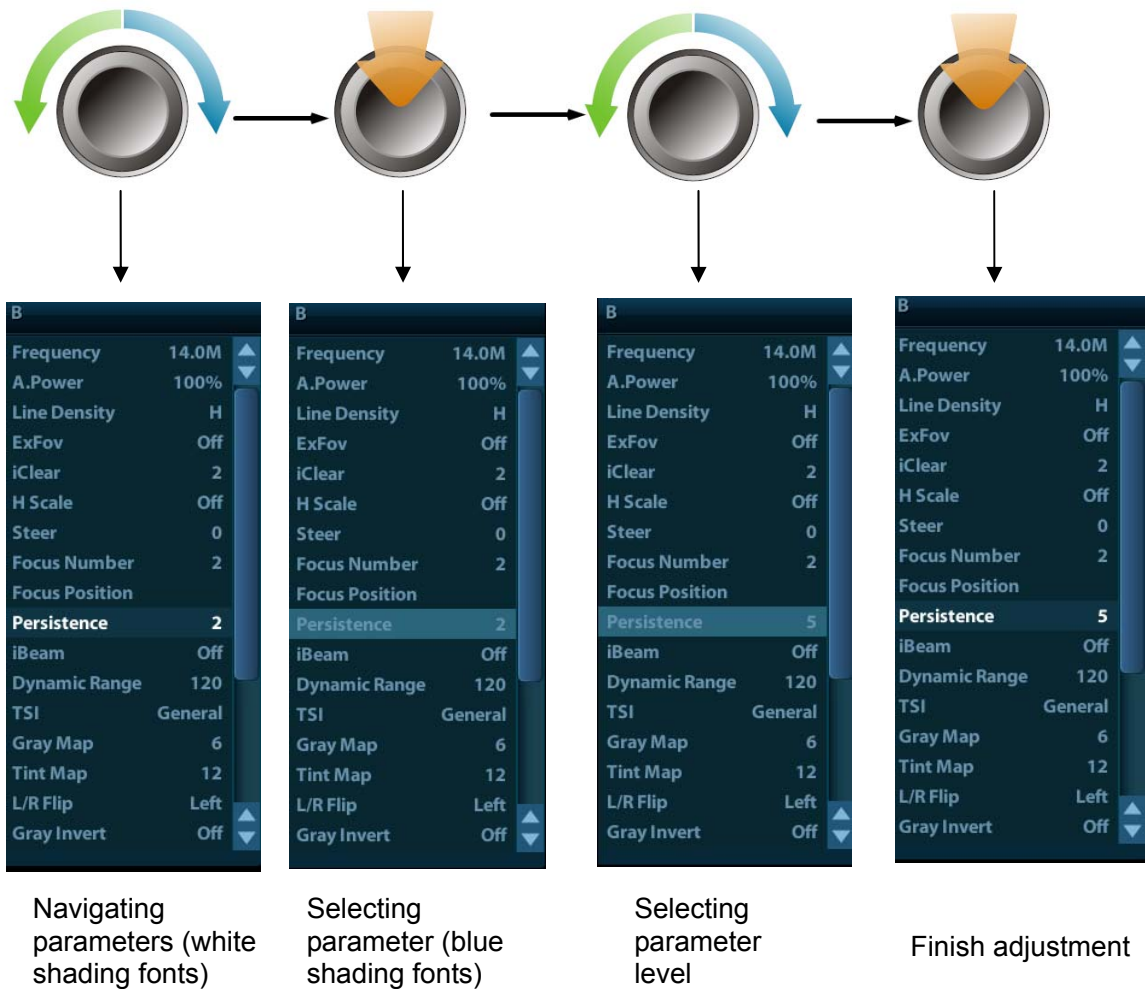 B
Frequency 14.0M
A.Power 100%
Line Density H
ExFov Off
iClear 2
H Scale Off
Steer 0
Focus Number 2
Focus Position
Persistence 2
iBeam Off
Dynamic Range 120
TSI General
Gray Map 6
Tint Map 12
L/R Flip Left
Gray Invert Off
Navigating
parameters (white
shading fonts)
B
Frequency 14.0M
A.Power 100%
Line Density H
ExFov Off
iClear 2
H Scale Off
Steer 0
Focus Number 2
Focus Position
Persistence 2
iBeam Off
Dynamic Range 120
TSI General
Gray Map 6
Tint Map 12
L/R Flip Left
Gray Invert Off
Selecting
parameter (blue
shading fonts)
B
Frequency 14.0M
A.Power 100%
Line Density H
ExFov Off
iClear 2
H Scale Off
Steer 0
Focus Number 2
Focus Position
Persistence 5
iBeam Off
Dynamic Range 120
TSI General
Gray Map 6
Tint Map 12
L/R Flip Left
Gray Invert Off
Selecting
parameter
level
B
Frequency 14.0M
A.Power 100%
Line Density H
ExFov Off
iClear 2
H Scale Off
Steer 0
Focus Number 2
Focus Position
Persistence 5
iBeam Off
Dynamic Range 120
TSI General
Gray Map 6
Tint Map 12
L/R Flip Left
Gray Invert Off
Finish adjustment